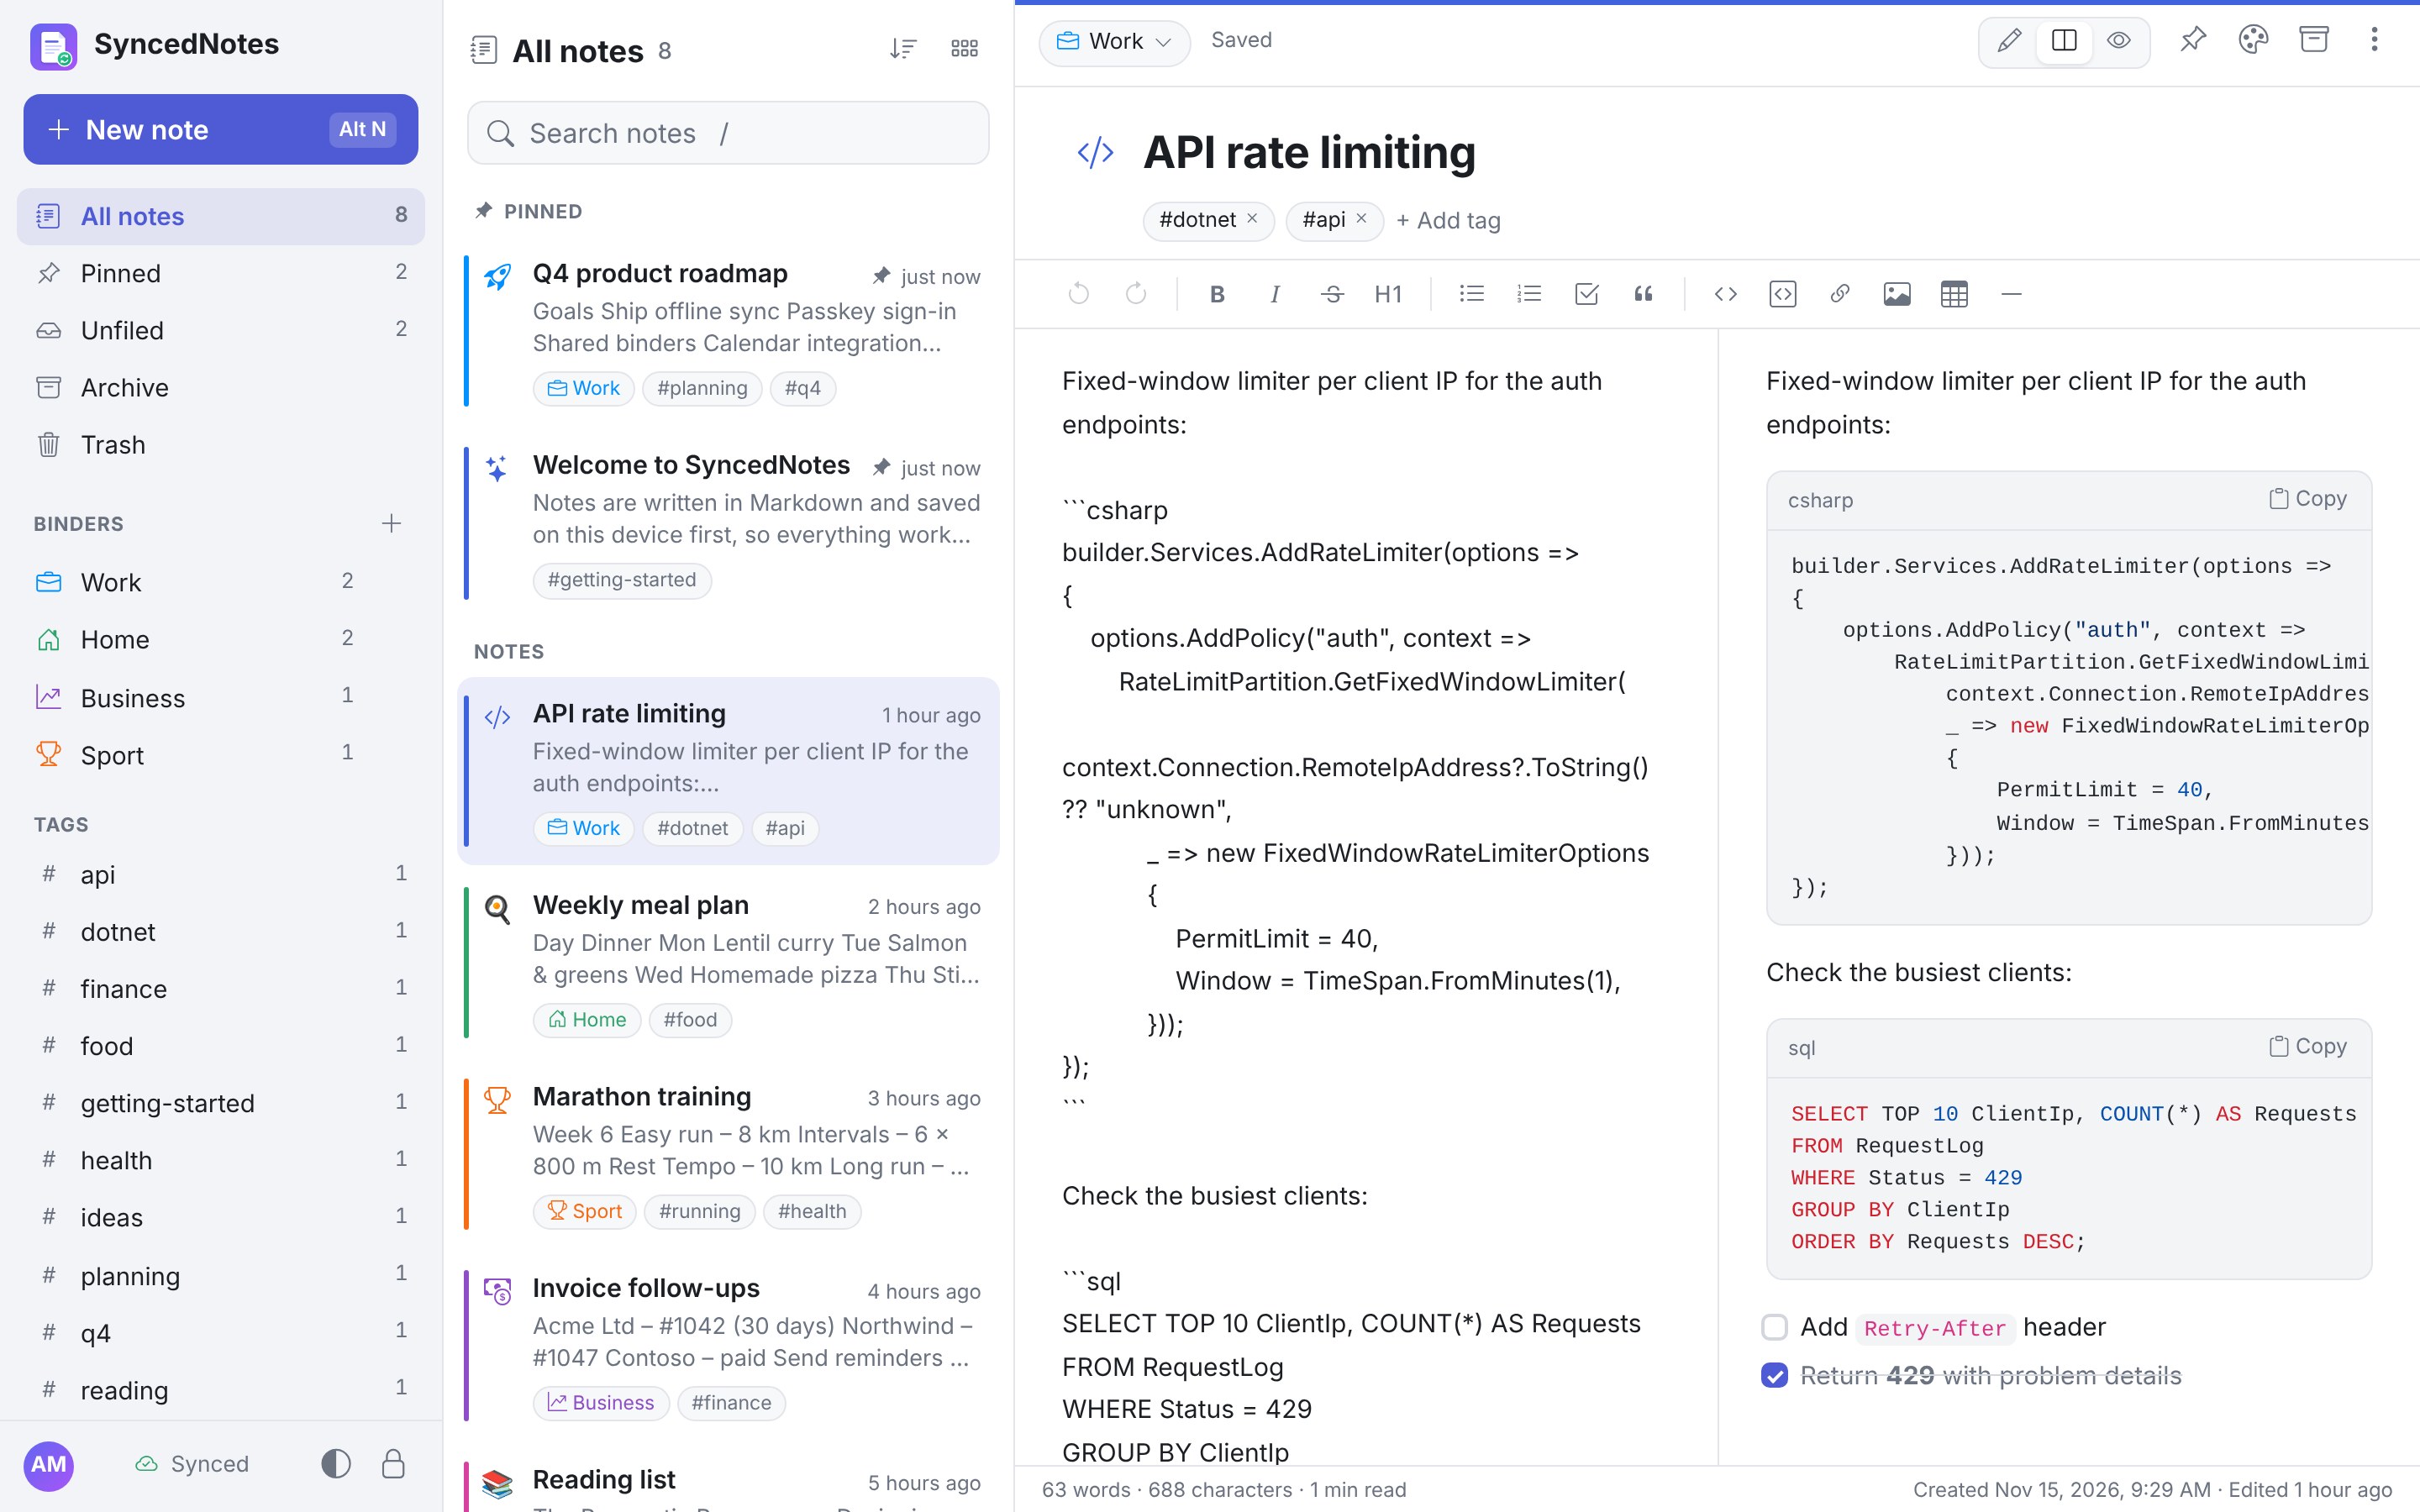 SyncedNotes
New note Alt N
All notes 8
Pinned 2
Unfiled 2
Archive
Trash
BINDERS
Work 2
Home 2
Business 1
Sport 1
TAGS
# api 1
# dotnet 1
# finance 1
# food 1
# getting-started 1
# health 1
# ideas 1
# planning 1
# q4 1
# reading 1
AM Synced
All notes 8
Search notes /
PINNED
Q4 product roadmap just now
Goals Ship offline sync Passkey sign-in
Shared binders Calendar integration...
Work #planning #q4
Welcome to SyncedNotes just now
Notes are written in Markdown and saved
on this device first, so everything work...
#getting-started
NOTES
API rate limiting 1 hour ago
Fixed-window limiter per client IP for the
auth endpoints:...
Work #dotnet #api
Weekly meal plan 2 hours ago
Day Dinner Mon Lentil curry Tue Salmon
& greens Wed Homemade pizza Thu Sti...
Home #food
Marathon training 3 hours ago
Week 6 Easy run – 8 km Intervals – 6 ×
800 m Rest Tempo – 10 km Long run – ...
Sport #running #health
Invoice follow-ups 4 hours ago
Acme Ltd – #1042 (30 days) Northwind –
#1047 Contoso – paid Send reminders ...
Business #finance
Reading list 5 hours ago
Work Saved
API rate limiting
#dotnet × #api × + Add tag
B I S H1
Fixed-window limiter per client IP for the auth
endpoints:
```csharp
builder.Services.AddRateLimiter(options =>
{
    options.AddPolicy("auth", context =>
        RateLimitPartition.GetFixedWindowLimiter(
context.Connection.RemoteIpAddress?.ToString()
?? "unknown",
            _ => new FixedWindowRateLimiterOptions
            {
                PermitLimit = 40,
                Window = TimeSpan.FromMinutes(1),
            }));
});
```
Check the busiest clients:
```sql
SELECT TOP 10 ClientIp, COUNT(*) AS Requests
FROM RequestLog
WHERE Status = 429
GROUP BY ClientIp
Fixed-window limiter per client IP for the auth
endpoints:
csharp Copy
builder.Services.AddRateLimiter(options =>
{
    options.AddPolicy("auth", context =>
        RateLimitPartition.GetFixedWindowLimi
            context.Connection.RemoteIpAddres
            _ => new FixedWindowRateLimiterOp
            {
                PermitLimit = 40,
                Window = TimeSpan.FromMinutes
            }));
});
Check the busiest clients:
sql Copy
SELECT TOP 10 ClientIp, COUNT(*) AS Requests
FROM RequestLog
WHERE Status = 429
GROUP BY ClientIp
ORDER BY Requests DESC;
Add Retry-After header
Return 429 with problem details
63 words · 688 characters · 1 min read
Created Nov 15, 2026, 9:29 AM · Edited 1 hour ago